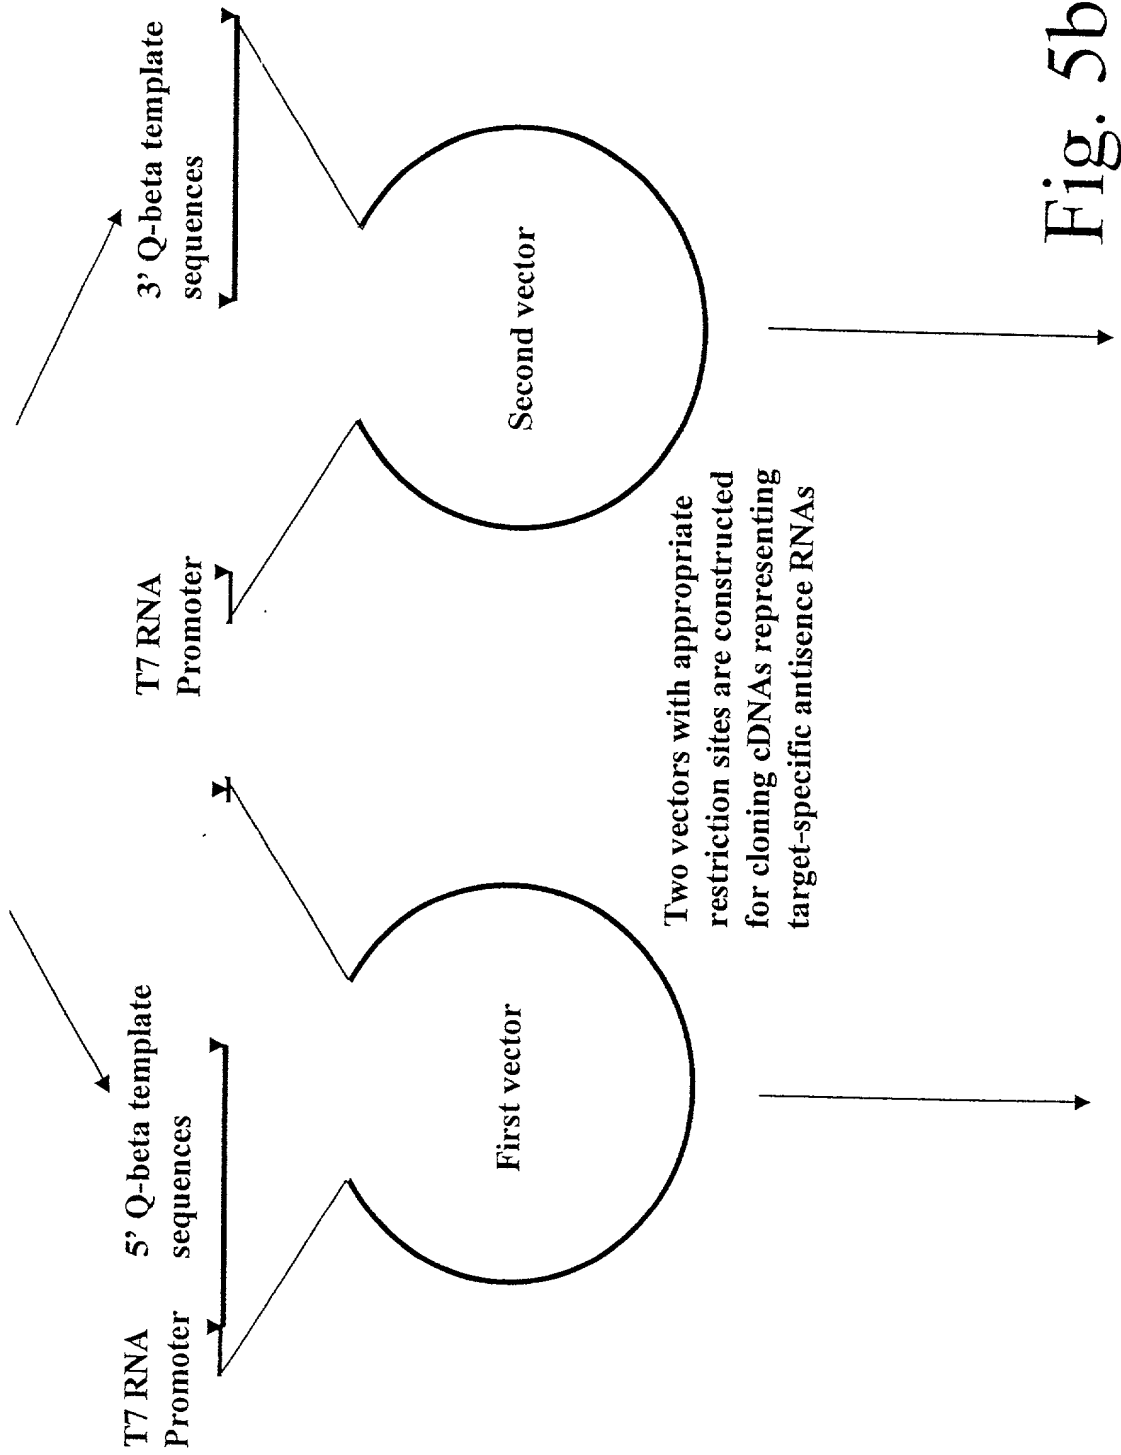 T7 RNA
Promoter
5’ Q-beta template
sequences
T7 RNA
Promoter
3’ Q-beta template
sequences
First vector
Second vector
Two vectors with appropriate
restriction sites are constructed
for cloning cDNAs representing
target-specific antisence RNAs
Fig. 5b